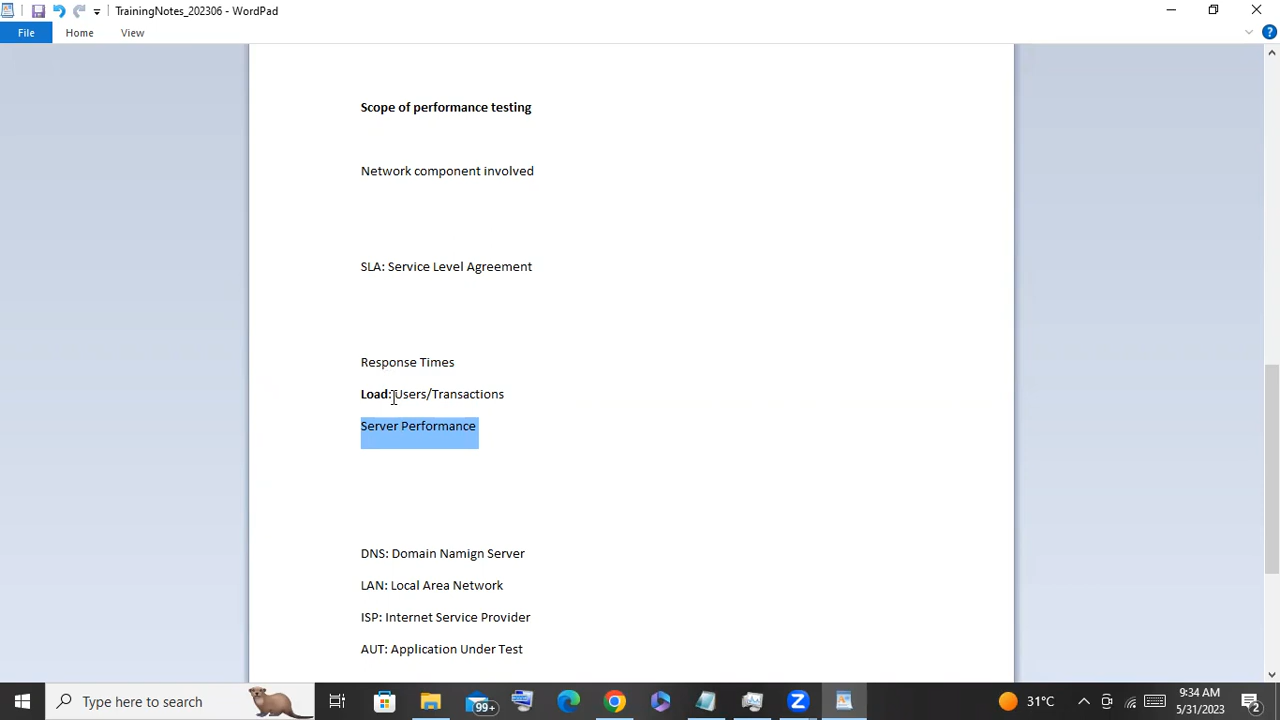 TrainingNotes_202306 - WordPad
File Home View
Scope of performance testing
Network component involved
SLA: Service Level Agreement
Response Times
Load: Users/Transactions
Server Performance
DNS: Domain Namign Server
LAN: Local Area Network
ISP: Internet Service Provider
AUT: Application Under Test
Type here to search
99+
31°C
9:34 AM
5/31/2023
2